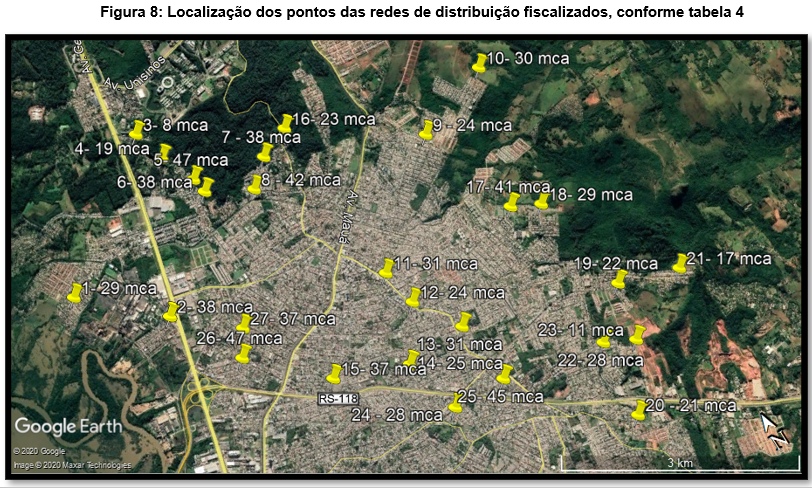 Figura 8: Localização dos pontos das redes de distribuição fiscalizados, conforme tabela 4
Av. Ge
Av. Unisinos
10- 30 mca
3- 8 mca
16- 23 mca
9 - 24 mca
4- 19 mca
7 - 38 mca
5- 47 mca
6- 38 mca
8 - 42 mca
17- 41 mca
18- 29 mca
Av. Mauá
11- 31 mca
19- 22 mca
21- 17 mca
1- 29 mca
12- 24 mca
2- 38 mca
27- 37 mca
26- 47 mca
13- 31 mca
23- 11 mca
22- 28 mca
14- 25 mca
15- 37 mca
25- 45 mca
RS-118
24 - 28 mca
20 - 21 mca
Google Earth
N
© 2020 Google
Image © 2020 Maxar Technologies
3 km